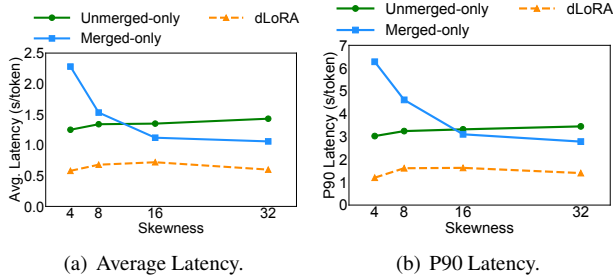 Unmerged-only
dLoRA
Merged-only
Avg. Latency (s/token)
2.5
2.0
1.5
1.0
0.5
0.0
4
8
16
32
Skewness
(a) Average Latency.
Unmerged-only
dLoRA
Merged-only
P90 Latency (s/token)
7
6
5
4
3
2
1
0
4
8
16
32
Skewness
(b) P90 Latency.